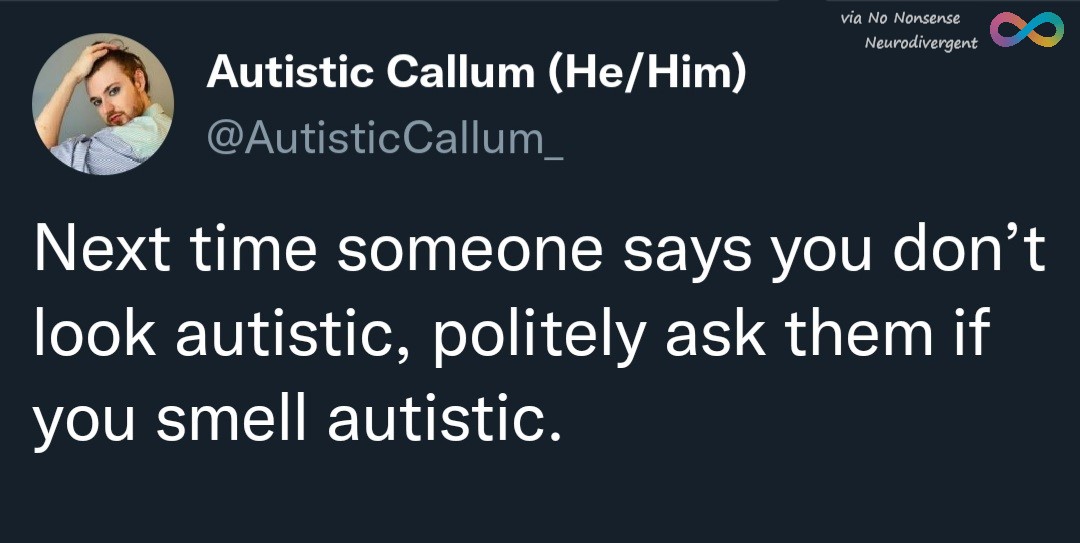 via No Nonsense
Neurodivergent
Autistic Callum (He/Him)
@AutisticCallum_
Next time someone says you don’t
look autistic, politely ask them if
you smell autistic.